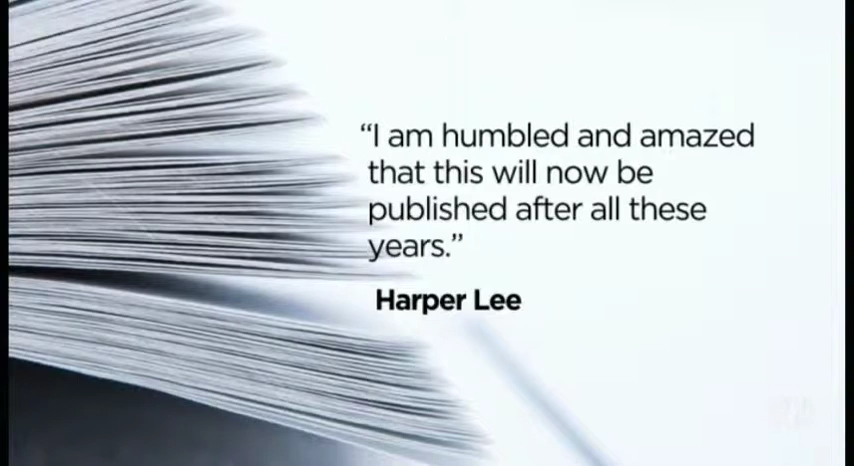 “I am humbled and amazed
that this will now be
published after all these
years.”
Harper Lee